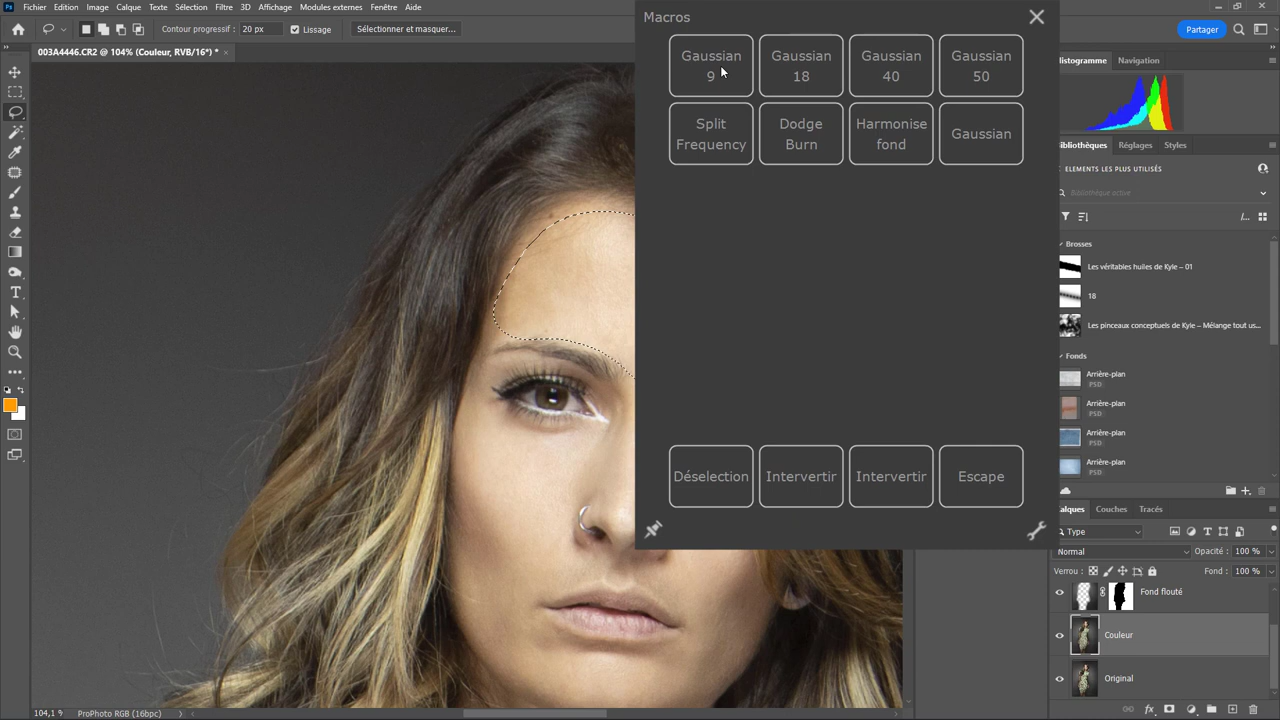 Ps
Fichier Edition Image Calque Texte Sélection Filtre 3D Affichage Modules externes Fenêtre Aide
Contour progressif : 20 px Lissage Sélectionner et masquer... Partager
003A4446.CR2 @ 104% (Couleur, RVB/16*) * ×
Macros
Gaussian
9
Gaussian
18
Gaussian
40
Gaussian
50
Split
Frequency
Dodge
Burn
Harmonise
fond
Gaussian
Déselection
Intervertir
Intervertir
Escape
Histogramme Navigation
Bibliothèques Réglages Styles
ELEMENTS LES PLUS UTILISÉS
Bibliothèque active
Brosses
Les véritables huiles de Kyle – 01
18
Les pinceaux conceptuels de Kyle – Mélange tout us...
Fonds
Arrière-plan
PSD
Arrière-plan
PSD
Arrière-plan
PSD
Arrière-plan
PSD
Calques Couches Tracés
Type
Normal Opacité : 100 %
Verrou : Fond : 100 %
Fond flouté
Couleur
Original
fx
104,1 % ProPhoto RGB (16bpc)